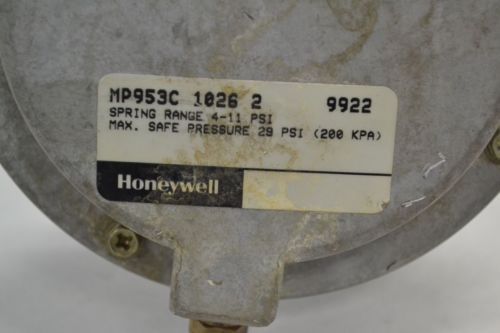 MP953C 1026 2 9922
SPRING RANGE 4-11 PSI
MAX. SAFE PRESSURE 29 PSI (200 KPA)
Honeywell